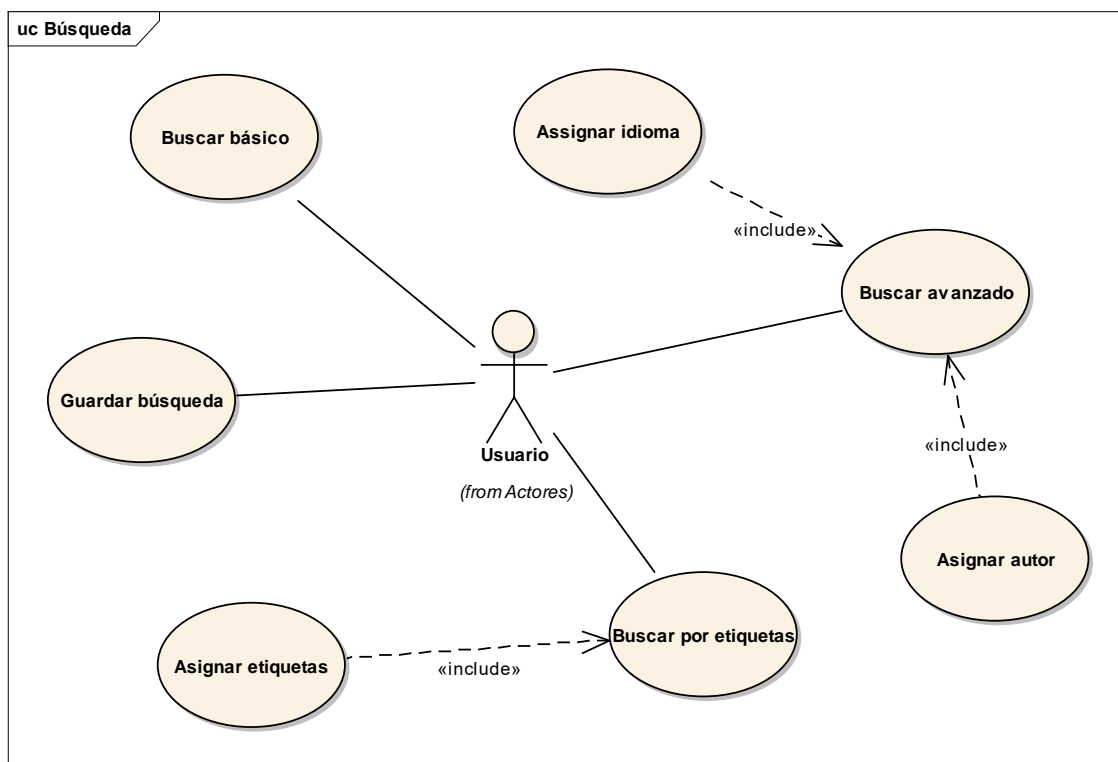 uc Búsqueda
Buscar básico
Assignar idioma
«include»
Buscar avanzado
Guardar búsqueda
Usuario
(from Actores)
«include»
Asignar autor
Asignar etiquetas
«include»
Buscar por etiquetas